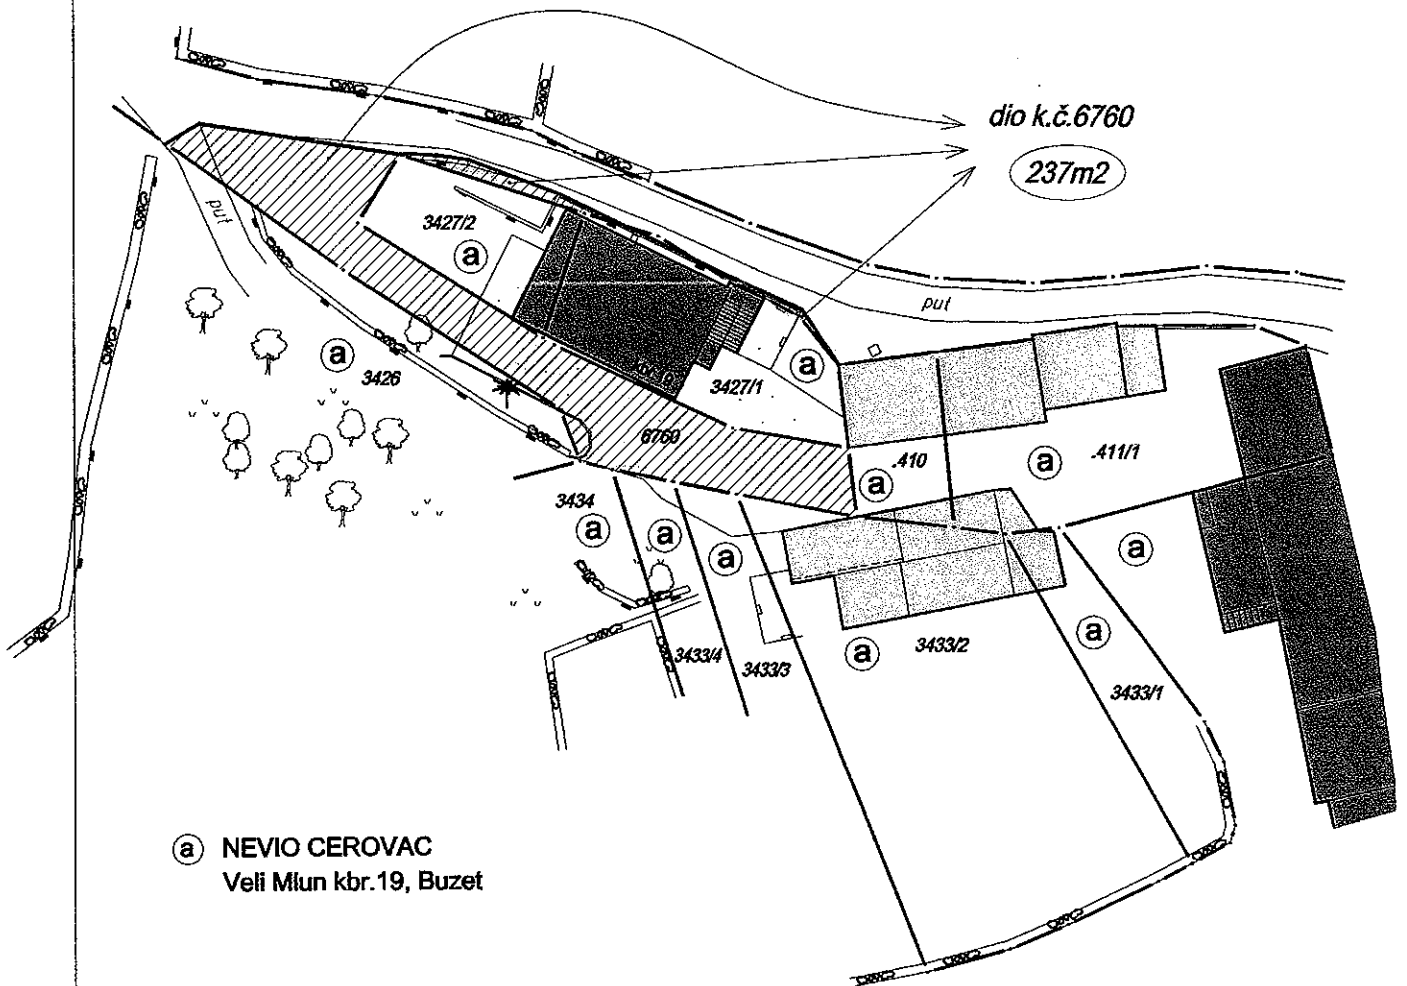 dio k.č.6760
237m2
put
3427/2
a
put
a
3426
3427/1
a
6760
a
.410
a
.411/1
3434
a
a
a
a
3433/4
3433/3
a
3433/2
a
3433/1
a NEVIO CEROVAC
Veli Mlun kbr.19, Buzet